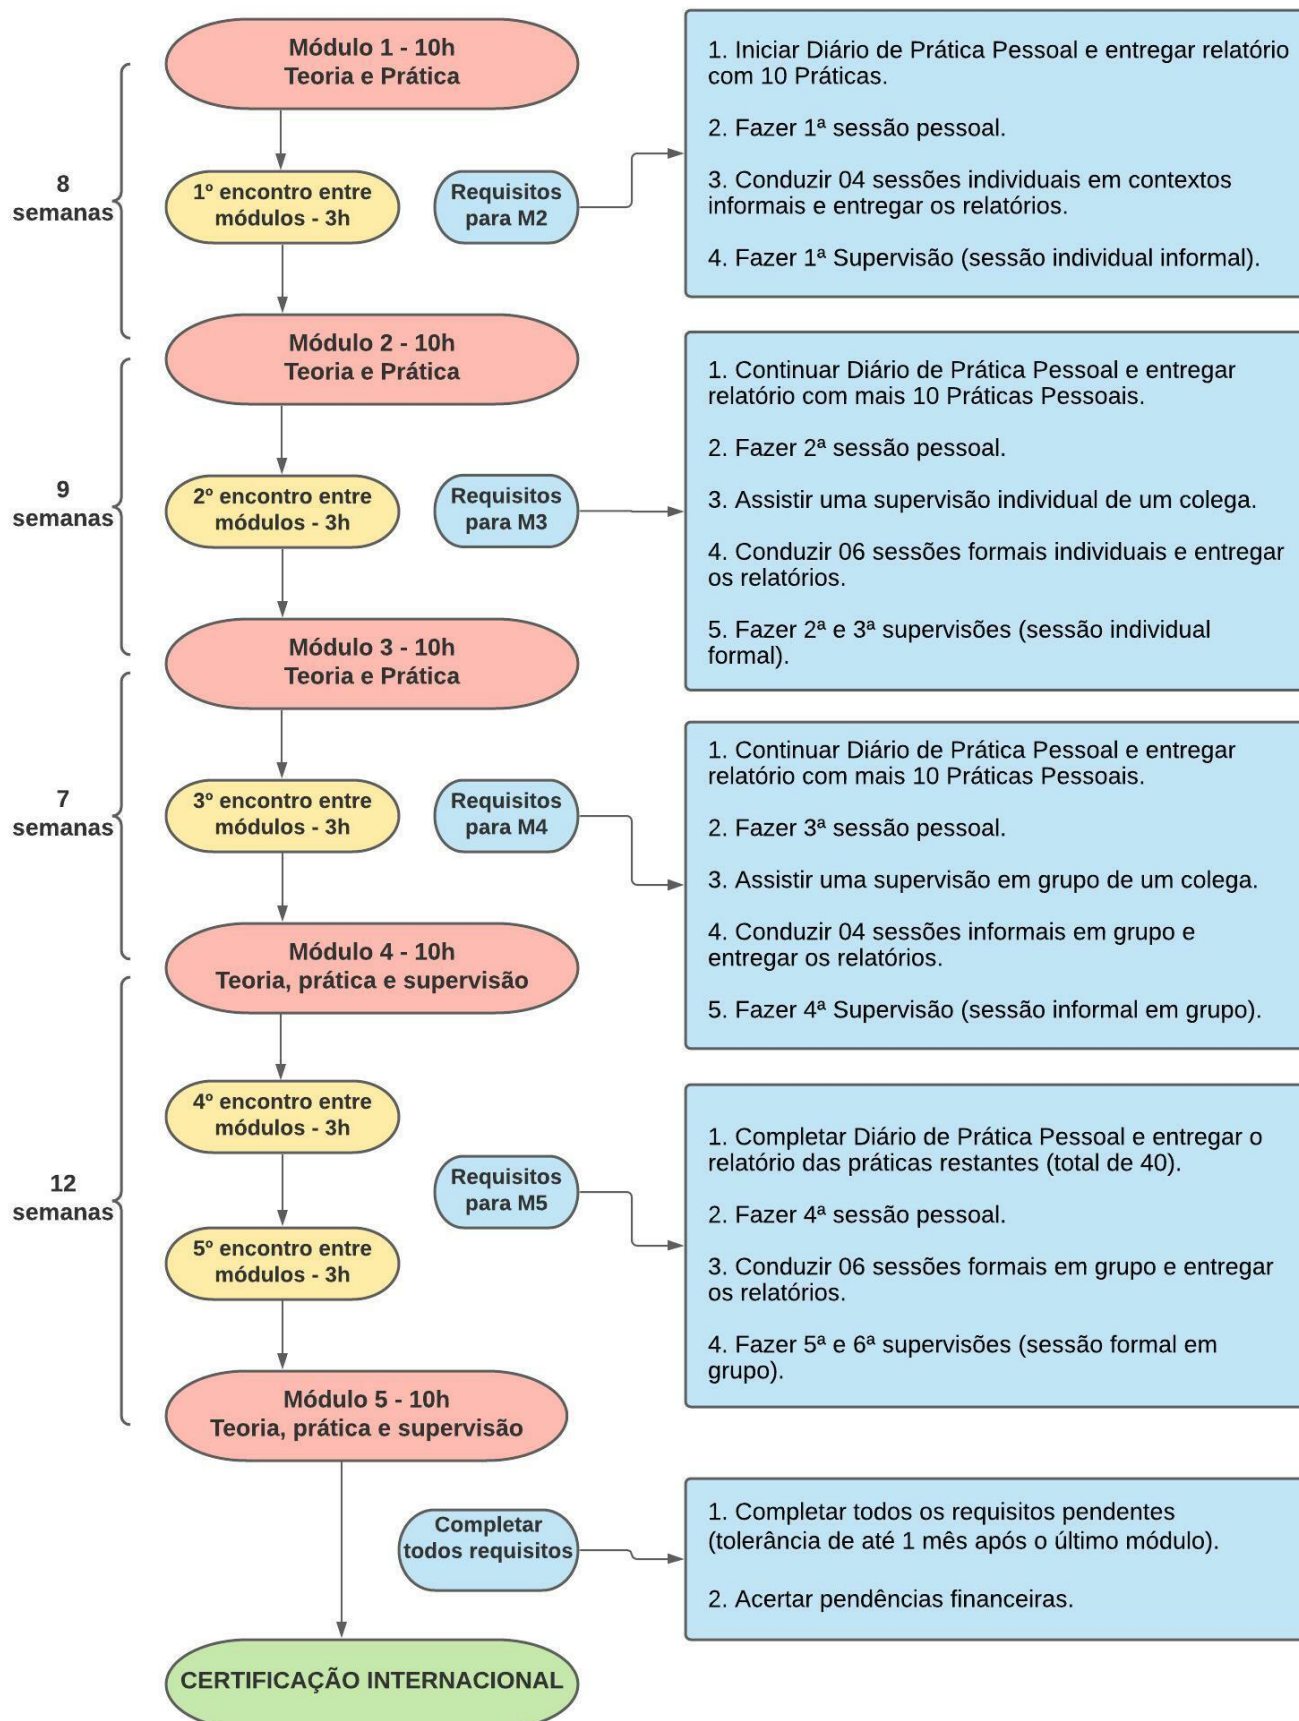 Módulo 1 - 10h
Teoria e Prática
8
semanas
1º encontro entre
módulos - 3h
Requisitos
para M2
1. Iniciar Diário de Prática Pessoal e entregar relatório
com 10 Práticas.
2. Fazer 1ª sessão pessoal.
3. Conduzir 04 sessões individuais em contextos
informais e entregar os relatórios.
4. Fazer 1ª Supervisão (sessão individual informal).
Módulo 2 - 10h
Teoria e Prática
9
semanas
2º encontro entre
módulos - 3h
Requisitos
para M3
1. Continuar Diário de Prática Pessoal e entregar
relatório com mais 10 Práticas Pessoais.
2. Fazer 2ª sessão pessoal.
3. Assistir uma supervisão individual de um colega.
4. Conduzir 06 sessões formais individuais e entregar
os relatórios.
5. Fazer 2ª e 3ª supervisões (sessão individual
formal).
Módulo 3 - 10h
Teoria e Prática
7
semanas
3º encontro entre
módulos - 3h
Requisitos
para M4
1. Continuar Diário de Prática Pessoal e entregar
relatório com mais 10 Práticas Pessoais.
2. Fazer 3ª sessão pessoal.
3. Assistir uma supervisão em grupo de um colega.
4. Conduzir 04 sessões informais em grupo e
entregar os relatórios.
5. Fazer 4ª Supervisão (sessão informal em grupo).
Módulo 4 - 10h
Teoria, prática e supervisão
12
semanas
4º encontro entre
módulos - 3h
5º encontro entre
módulos - 3h
Requisitos
para M5
1. Completar Diário de Prática Pessoal e entregar o
relatório das práticas restantes (total de 40).
2. Fazer 4ª sessão pessoal.
3. Conduzir 06 sessões formais em grupo e entregar
os relatórios.
4. Fazer 5ª e 6ª supervisões (sessão formal em
grupo).
Módulo 5 - 10h
Teoria, prática e supervisão
Completar
todos requisitos
1. Completar todos os requisitos pendentes
(tolerância de até 1 mês após o último módulo).
2. Acertar pendências financeiras.
CERTIFICAÇÃO INTERNACIONAL